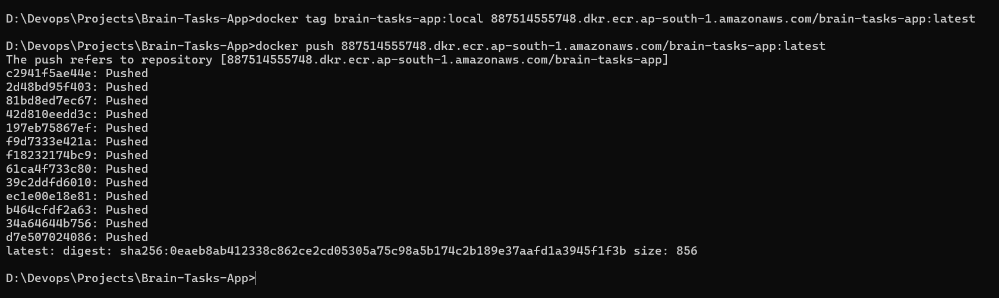 D:\Devops\Projects\Brain-Tasks-App>docker tag brain-tasks-app:local 887514555748.dkr.ecr.ap-south-1.amazonaws.com/brain-tasks-app:latest
D:\Devops\Projects\Brain-Tasks-App>docker push 887514555748.dkr.ecr.ap-south-1.amazonaws.com/brain-tasks-app:latest
The push refers to repository [887514555748.dkr.ecr.ap-south-1.amazonaws.com/brain-tasks-app]
c2941f5ae44e: Pushed
2d48bd95f403: Pushed
81bd8ed7ec67: Pushed
42d810eedd3c: Pushed
197eb75867ef: Pushed
f9d7333e421a: Pushed
f18232174bc9: Pushed
61ca4f733c80: Pushed
39c2ddfd6010: Pushed
ec1e00e18e81: Pushed
b464cfdf2a63: Pushed
34a64644b756: Pushed
d7e507024086: Pushed
latest: digest: sha256:0eaeb8ab412338c862ce2cd05305a75c98a5b174c2b189e37aafd1a3945f1f3b size: 856
D:\Devops\Projects\Brain-Tasks-App>